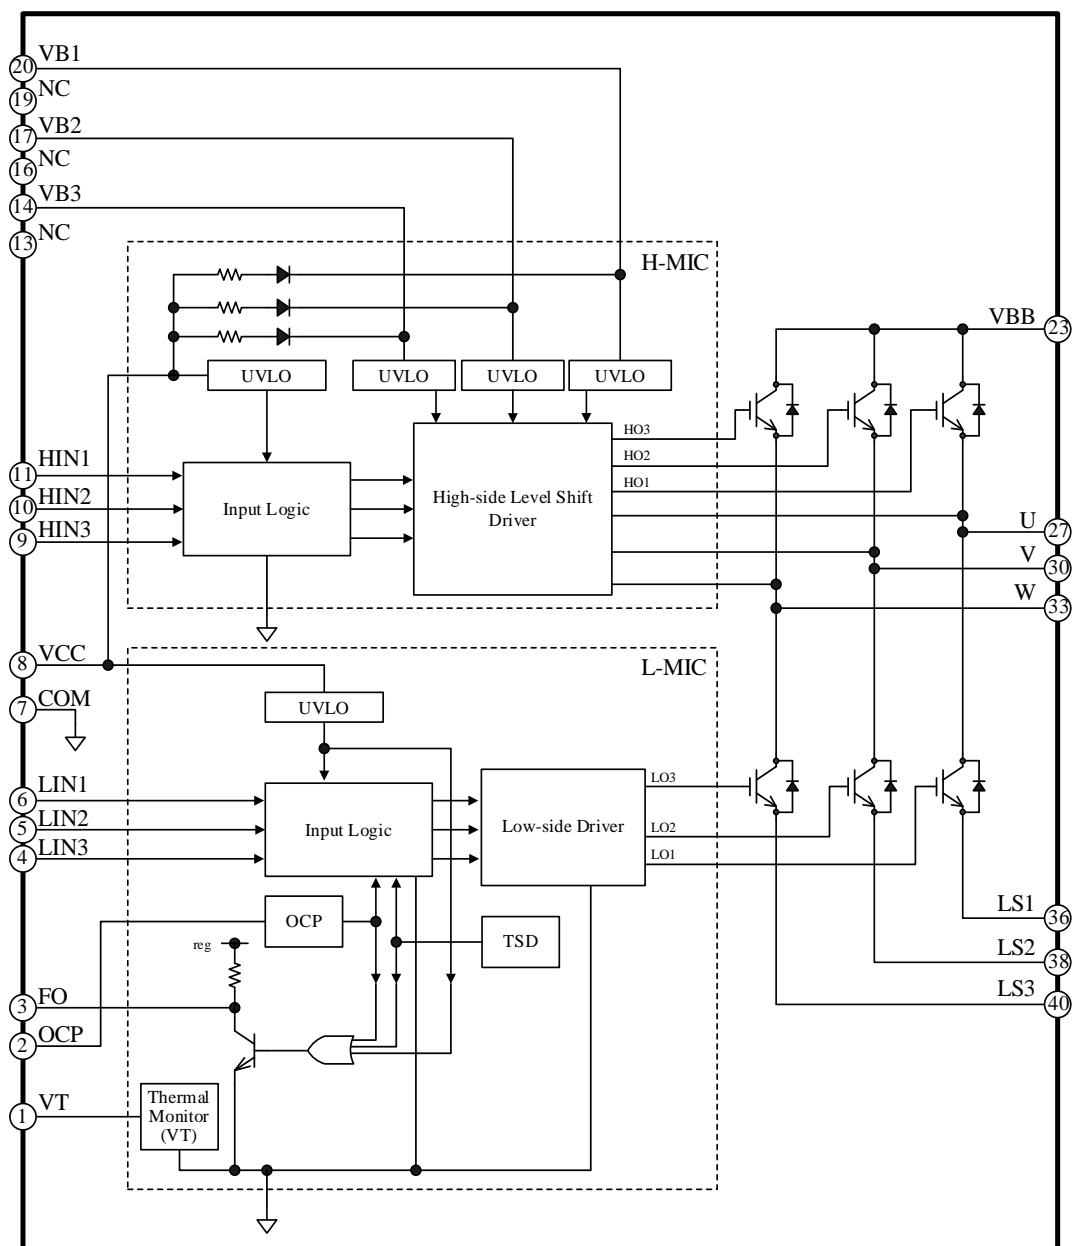 20 VB1
19 NC
17 VB2
16 NC
14 VB3
13 NC
H-MIC
VBB 23
UVLO
UVLO
UVLO
UVLO
HO3
HO2
HO1
11 HIN1
10 HIN2
9 HIN3
Input Logic
High-side Level Shift
Driver
U 27
V 30
W 33
8 VCC
L-MIC
7 COM
UVLO
6 LIN1
5 LIN2
4 LIN3
Input Logic
Low-side Driver
LO3
LO2
LO1
OCP
TSD
reg
LS1 36
LS2 38
LS3 40
3 FO
2 OCP
1 VT
Thermal
Monitor
(VT)